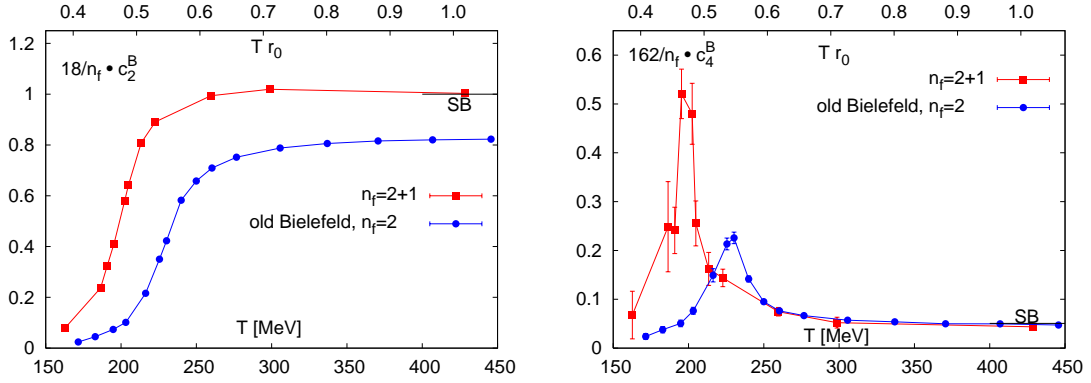 0.4 0.5 0.6 0.7 0.8 0.9 1.0
T r0
18/nf • c2B
1.2
1
0.8
0.6
0.4
0.2
0
SB
nf=2+1
old Bielefeld, nf=2
T [MeV]
150 200 250 300 350 400 450
0.4 0.5 0.6 0.7 0.8 0.9 1.0
T r0
162/nf • c4B
0.6
0.5
0.4
0.3
0.2
0.1
0
nf=2+1
old Bielefeld, nf=2
SB
T [MeV]
150 200 250 300 350 400 450